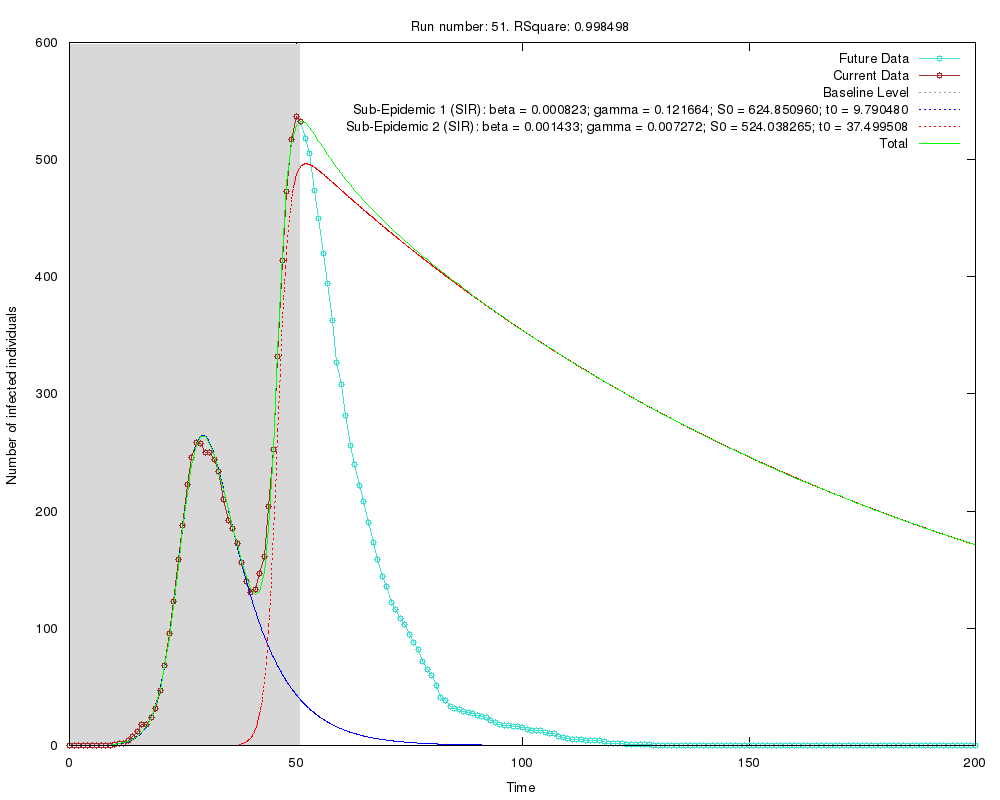 Run number: 51. RSquare: 0.998498
Future Data
Current Data
Baseline Level
Sub-Epidemic 1 (SIR): beta = 0.000823; gamma = 0.121664; S0 = 624.850960; t0 = 9.790480
Sub-Epidemic 2 (SIR): beta = 0.001433; gamma = 0.007272; S0 = 524.038265; t0 = 37.499508
Total
Number of infected individuals
600
500
400
300
200
100
0
0 50 100 150 200
Time